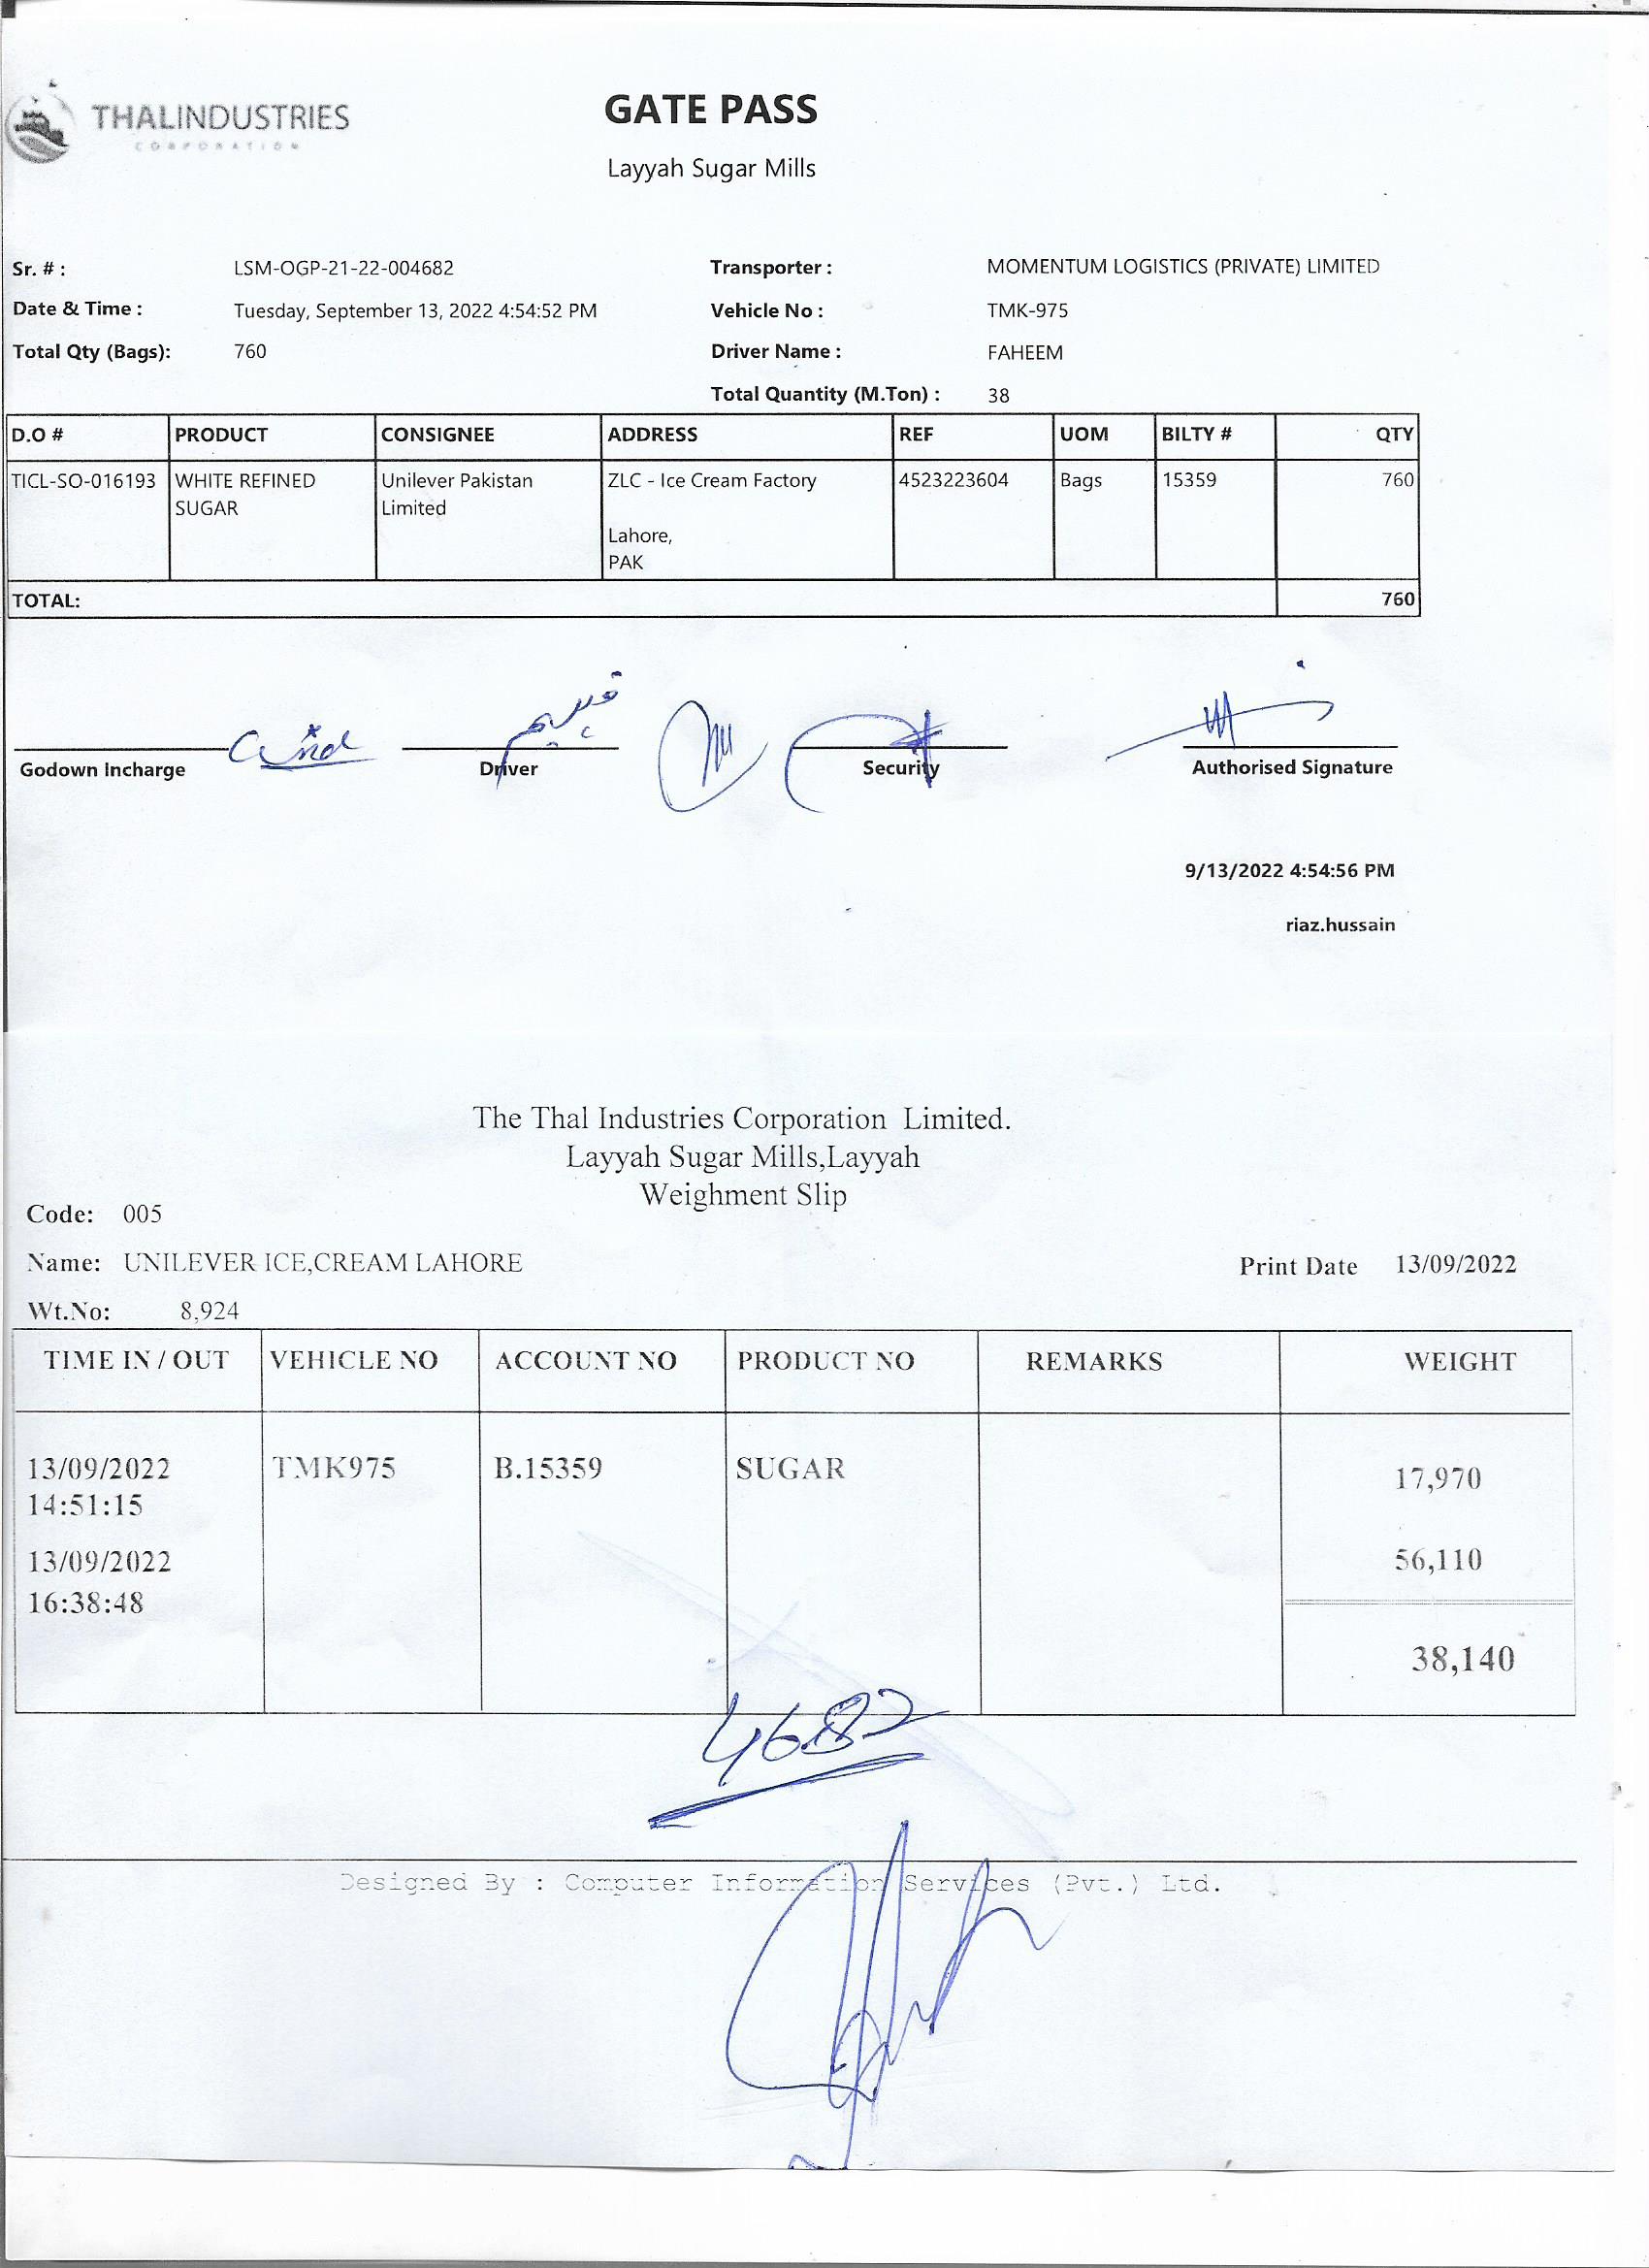 THALINDUSTRIES
CORPORATION
GATE PASS
Layyah Sugar Mills
Sr. # : LSM-OGP-21-22-004682 Transporter : MOMENTUM LOGISTICS (PRIVATE) LIMITED
Date & Time : Tuesday, September 13, 2022 4:54:52 PM Vehicle No : TMK-975
Total Qty (Bags): 760 Driver Name : FAHEEM
Total Quantity (M.Ton) : 38
D.O # PRODUCT CONSIGNEE ADDRESS REF UOM BILTY # QTY
TICL-SO-016193 WHITE REFINED Unilever Pakistan ZLC - Ice Cream Factory 4523223604 Bags 15359 760
SUGAR Limited
Lahore,
PAK
TOTAL: 760
Godown Incharge Driver Security Authorised Signature
9/13/2022 4:54:56 PM
riaz.hussain
The Thal Industries Corporation Limited.
Layyah Sugar Mills,Layyah
Weighment Slip
Code: 005
Name: UNILEVER ICE,CREAM LAHORE Print Date 13/09/2022
Wt.No: 8,924
TIME IN / OUT VEHICLE NO ACCOUNT NO PRODUCT NO REMARKS WEIGHT
13/09/2022 TMK975 B.15359 SUGAR 17,970
14:51:15
13/09/2022 56,110
16:38:48
38,140
4682
Designed By : Computer Information Services (Pvt.) Ltd.